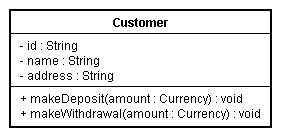 Customer
- id : String
- name : String
- address : String
+ makeDeposit(amount : Currency) : void
+ makeWithdrawal(amount : Currency) : void